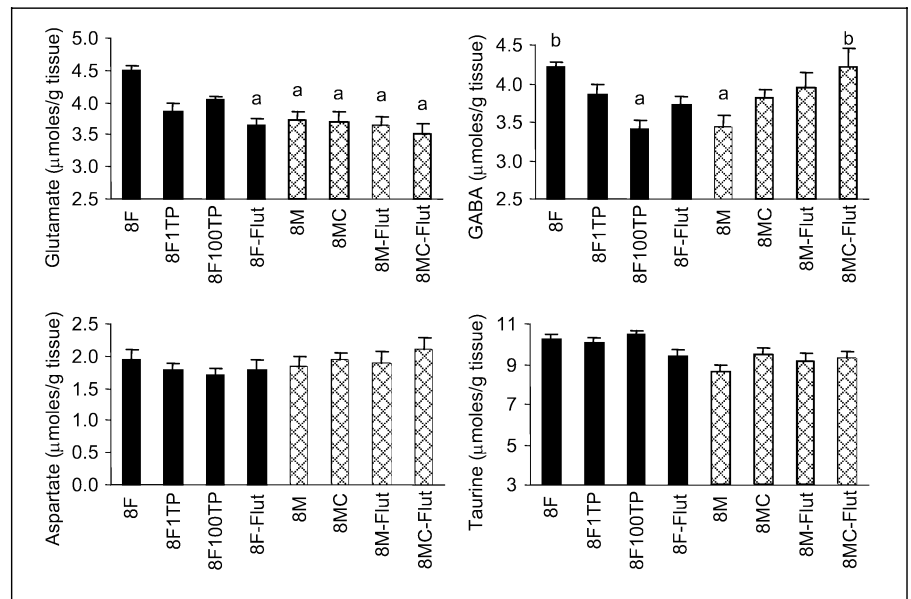 Glutamate (µmoles/g tissue)
5.0
4.5
4.0
3.5
3.0
2.5
a
a
a
a
a
8F
8F1TP
8F100TP
8F-Flut
8M
8MC
8M-Flut
8MC-Flut
GABA (µmoles/g tissue)
4.5
4.0
3.5
3.0
2.5
b
a
a
b
8F
8F1TP
8F100TP
8F-Flut
8M
8MC
8M-Flut
8MC-Flut
Aspartate (µmoles/g tissue)
2.5
2.0
1.5
1.0
0.5
0.0
8F
8F1TP
8F100TP
8F-Flut
8M
8MC
8M-Flut
8MC-Flut
Taurine (µmoles/g tissue)
11
9
7
5
3
8F
8F1TP
8F100TP
8F-Flut
8M
8MC
8M-Flut
8MC-Flut